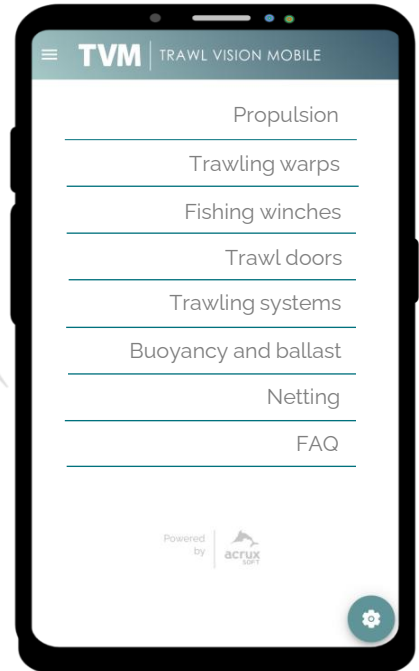 TVM TRAWL VISION MOBILE
Propulsion
Trawling warps
Fishing winches
Trawl doors
Trawling systems
Buoyancy and ballast
Netting
FAQ
Powered
by
acrux
SOFT